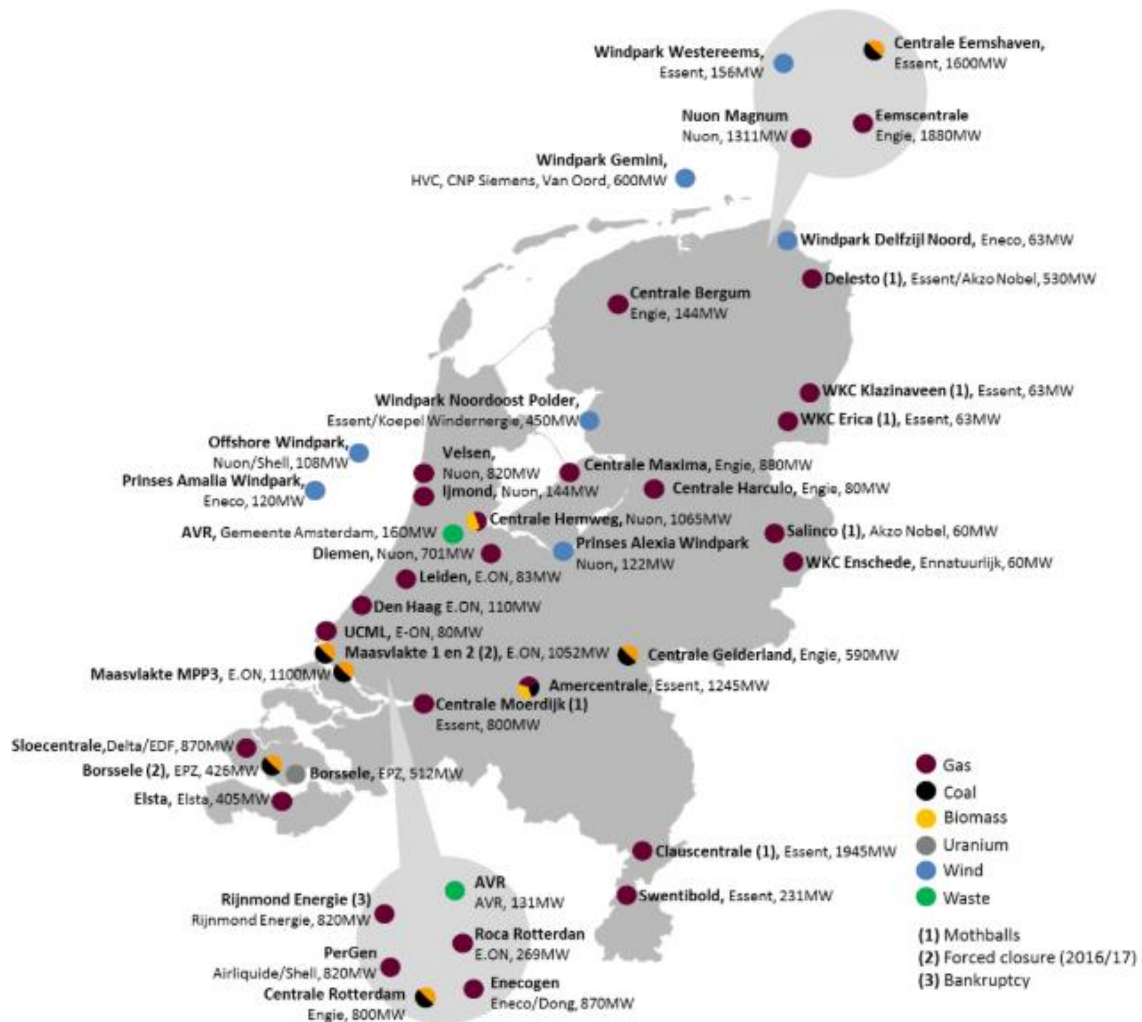 Windpark Westereems,
Essent, 156MW
Centrale Eemshaven,
Essent, 1600MW
Nuon Magnum
Nuon, 1311MW
Eemscentrale
Engie, 1880MW
Windpark Gemini,
HVC, CNP Siemens, Van Oord, 600MW
Windpark Delfzijl Noord, Eneco, 63MW
Delesto (1), Essent/Akzo Nobel, 530MW
Centrale Bergum
Engie, 144MW
WKC Klazinaveen (1), Essent, 63MW
Windpark Noordoost Polder,
Essent/Koepel Windernergie, 450MW
WKC Erica (1), Essent, 63MW
Offshore Windpark,
Nuon/Shell, 108MW
Velsen,
Nuon, 820MW
Centrale Maxima, Engie, 880MW
Prinses Amalia Windpark,
Eneco, 120MW
Ijmond, Nuon, 144MW
Centrale Harculo, Engie, 80MW
AVR, Gemeente Amsterdam, 160MW
Centrale Hemweg, Nuon, 1065MW
Salinco (1), Akzo Nobel, 60MW
Diemen, Nuon, 701MW
Prinses Alexia Windpark
Nuon, 122MW
WKC Enschede, Ennatuurlijk, 60MW
Leiden, E.ON, 83MW
Den Haag E.ON, 110MW
UCML, E-ON, 80MW
Maasvlakte 1 en 2 (2), E.ON, 1052MW
Centrale Gelderland, Engie, 590MW
Maasvlakte MPP3, E.ON, 1100MW
Amercentrale, Essent, 1245MW
Centrale Moerdijk (1)
Essent, 800MW
Sloecentrale,Delta/EDF, 870MW
Borssele (2), EPZ, 426MW
Borssele, EPZ, 512MW
Elsta, Elsta, 405MW
Clauscentrale (1), Essent, 1945MW
Swentibold, Essent, 231MW
AVR
AVR, 131MW
Rijnmond Energie (3)
Rijnmond Energie, 820MW
Roca Rotterdan
E.ON, 269MW
PerGen
Airliquide/Shell, 820MW
Enecogen
Eneco/Dong, 870MW
Centrale Rotterdam
Engie, 800MW
Gas
Coal
Biomass
Uranium
Wind
Waste
(1) Mothballs
(2) Forced closure (2016/17)
(3) Bankruptcy